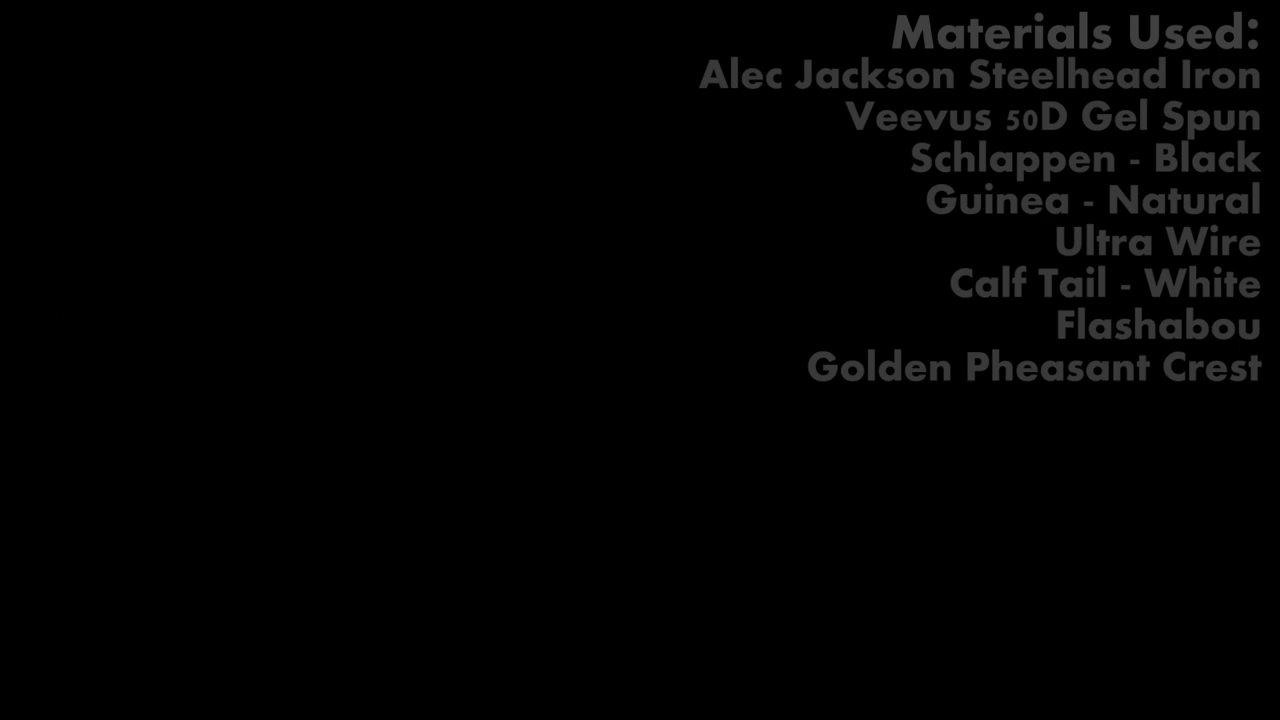 Materials Used:
Alec Jackson Steelhead Iron
Veevus 50D Gel Spun
Schlappen - Black
Guinea - Natural
Ultra Wire
Calf Tail - White
Flashabou
Golden Pheasant Crest